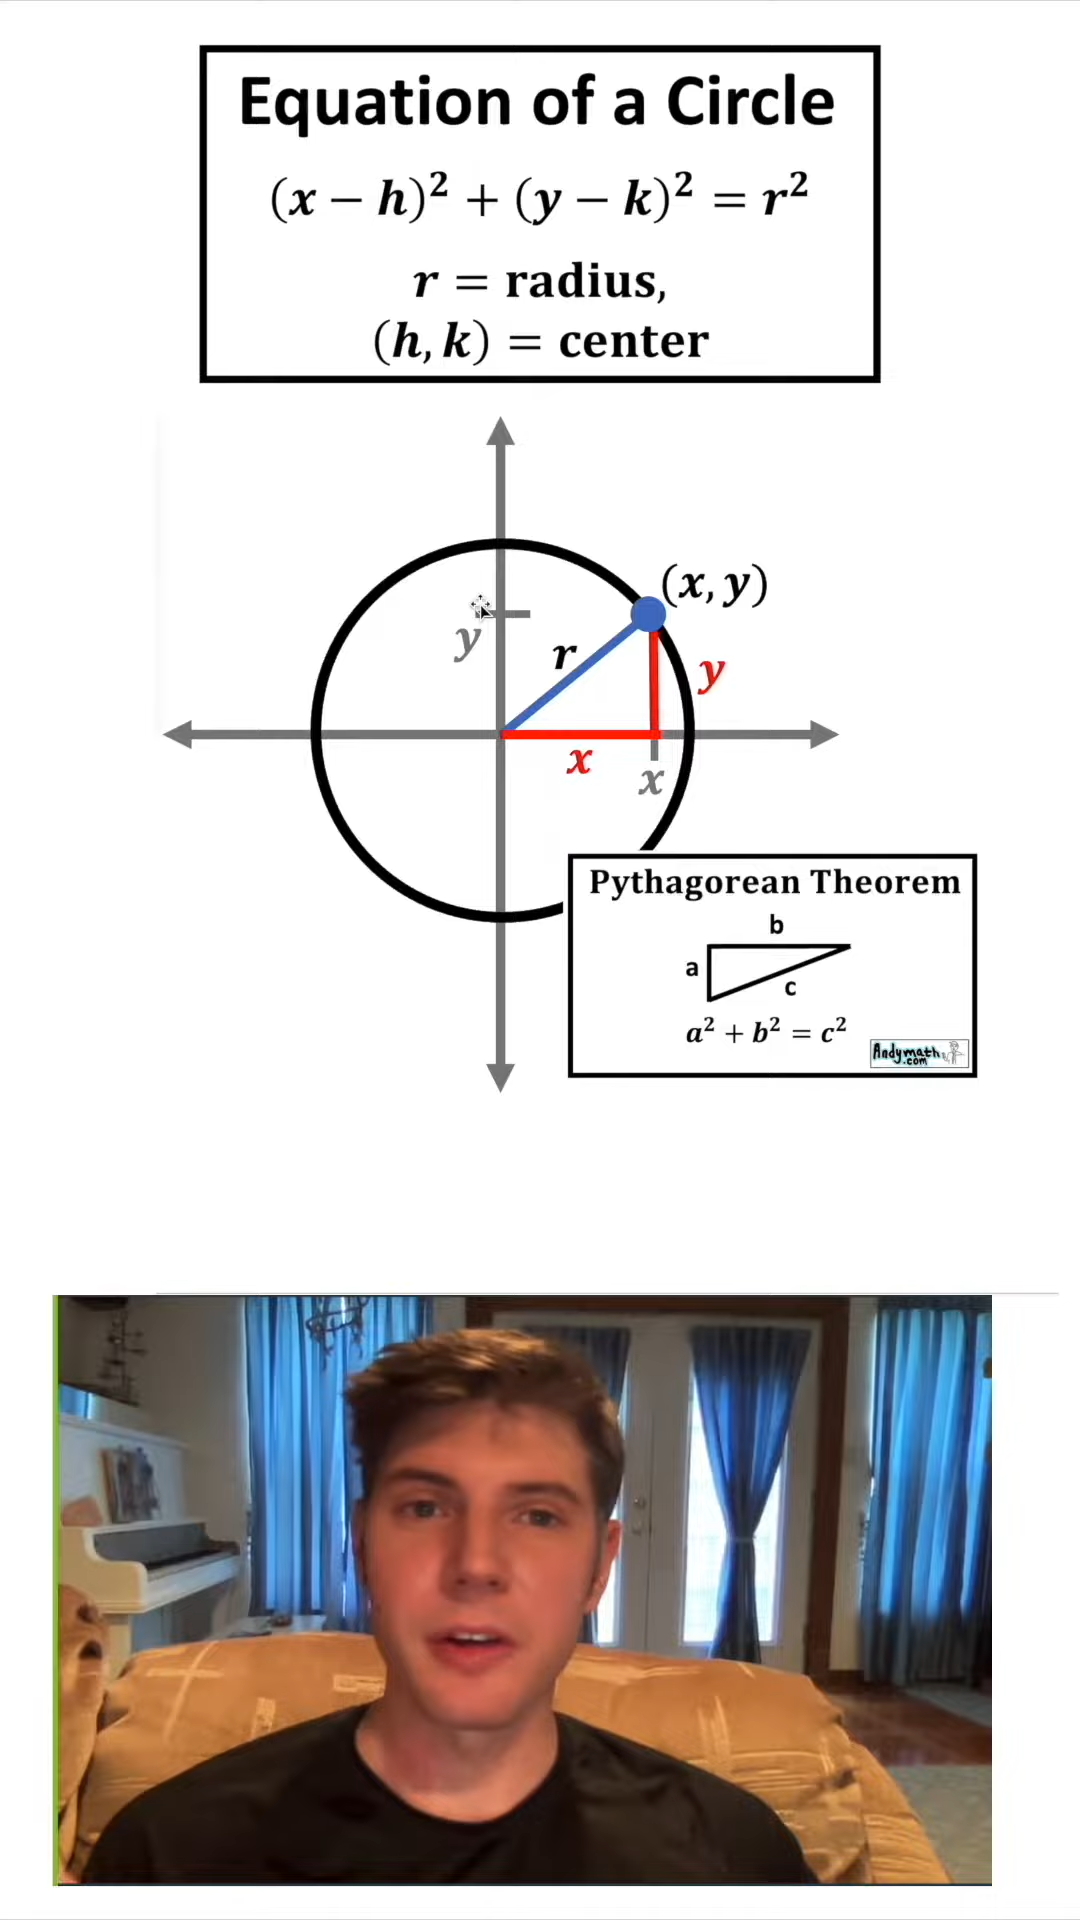 Equation of a Circle
(x − h)² + (y − k)² = r²
r = radius,
(h, k) = center
(x, y)
y
r
y
x
x
Pythagorean Theorem
b
a
c
a² + b² = c²
Andymath
.com